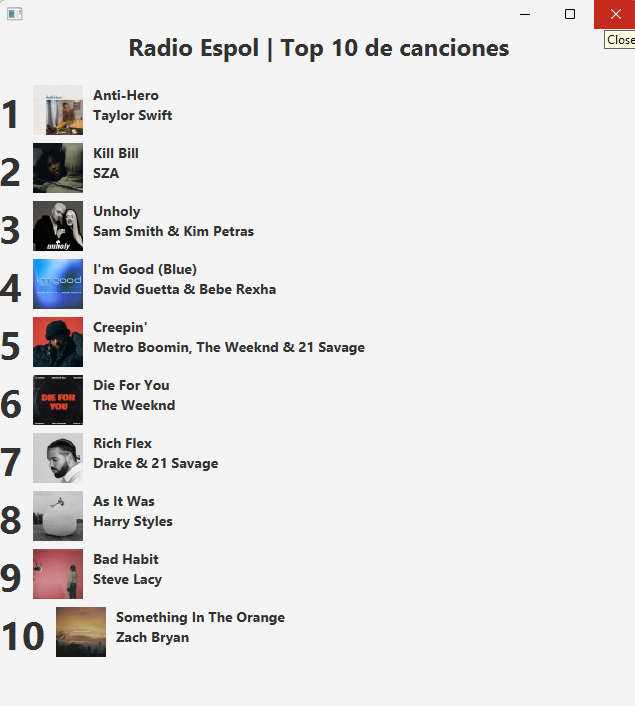 Close
Radio Espol | Top 10 de canciones
1
Anti-Hero
Taylor Swift
2
Kill Bill
SZA
3
unholy
Unholy
Sam Smith & Kim Petras
4
I'm good
I'm Good (Blue)
David Guetta & Bebe Rexha
5
Creepin'
Metro Boomin, The Weeknd & 21 Savage
6
DIE FOR
YOU
Die For You
The Weeknd
7
Rich Flex
Drake & 21 Savage
8
As It Was
Harry Styles
9
Bad Habit
Steve Lacy
10
Something In The Orange
Zach Bryan